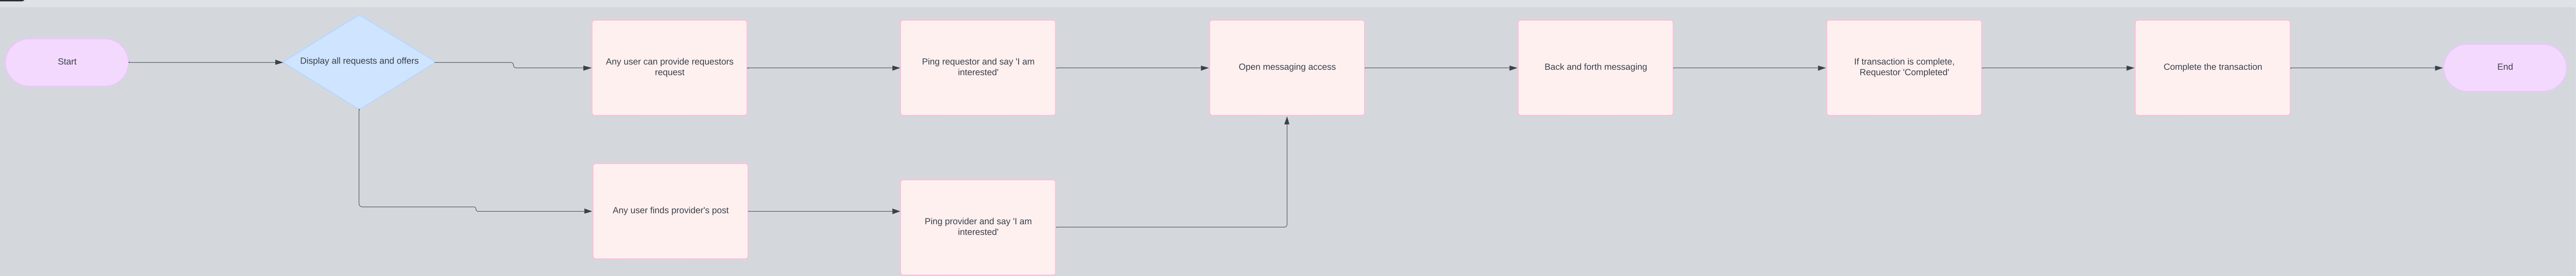 Start
Display all requests and offers
Any user can provide requestors
request
Ping requestor and say 'I am
interested'
Open messaging access
Back and forth messaging
If transaction is complete,
Requestor 'Completed'
Complete the transaction
End
Any user finds provider's post
Ping provider and say 'I am
interested'